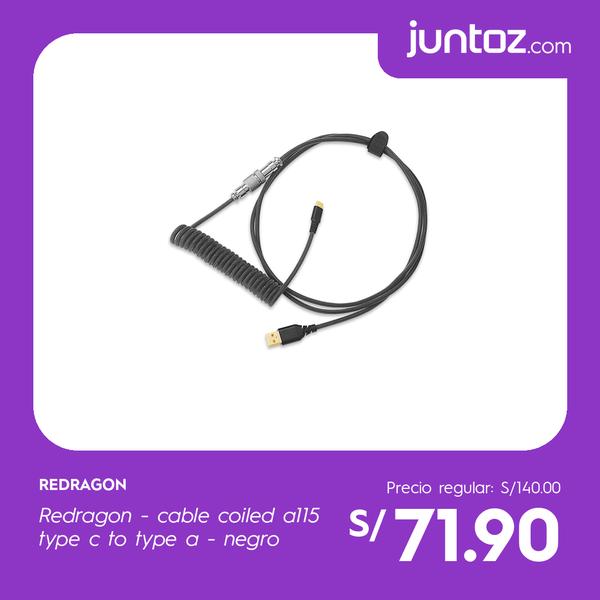 juntoz.com
REDRAGON
Redragon - cable coiled a115
type c to type a - negro
Precio regular: S/140.00
S/71.90